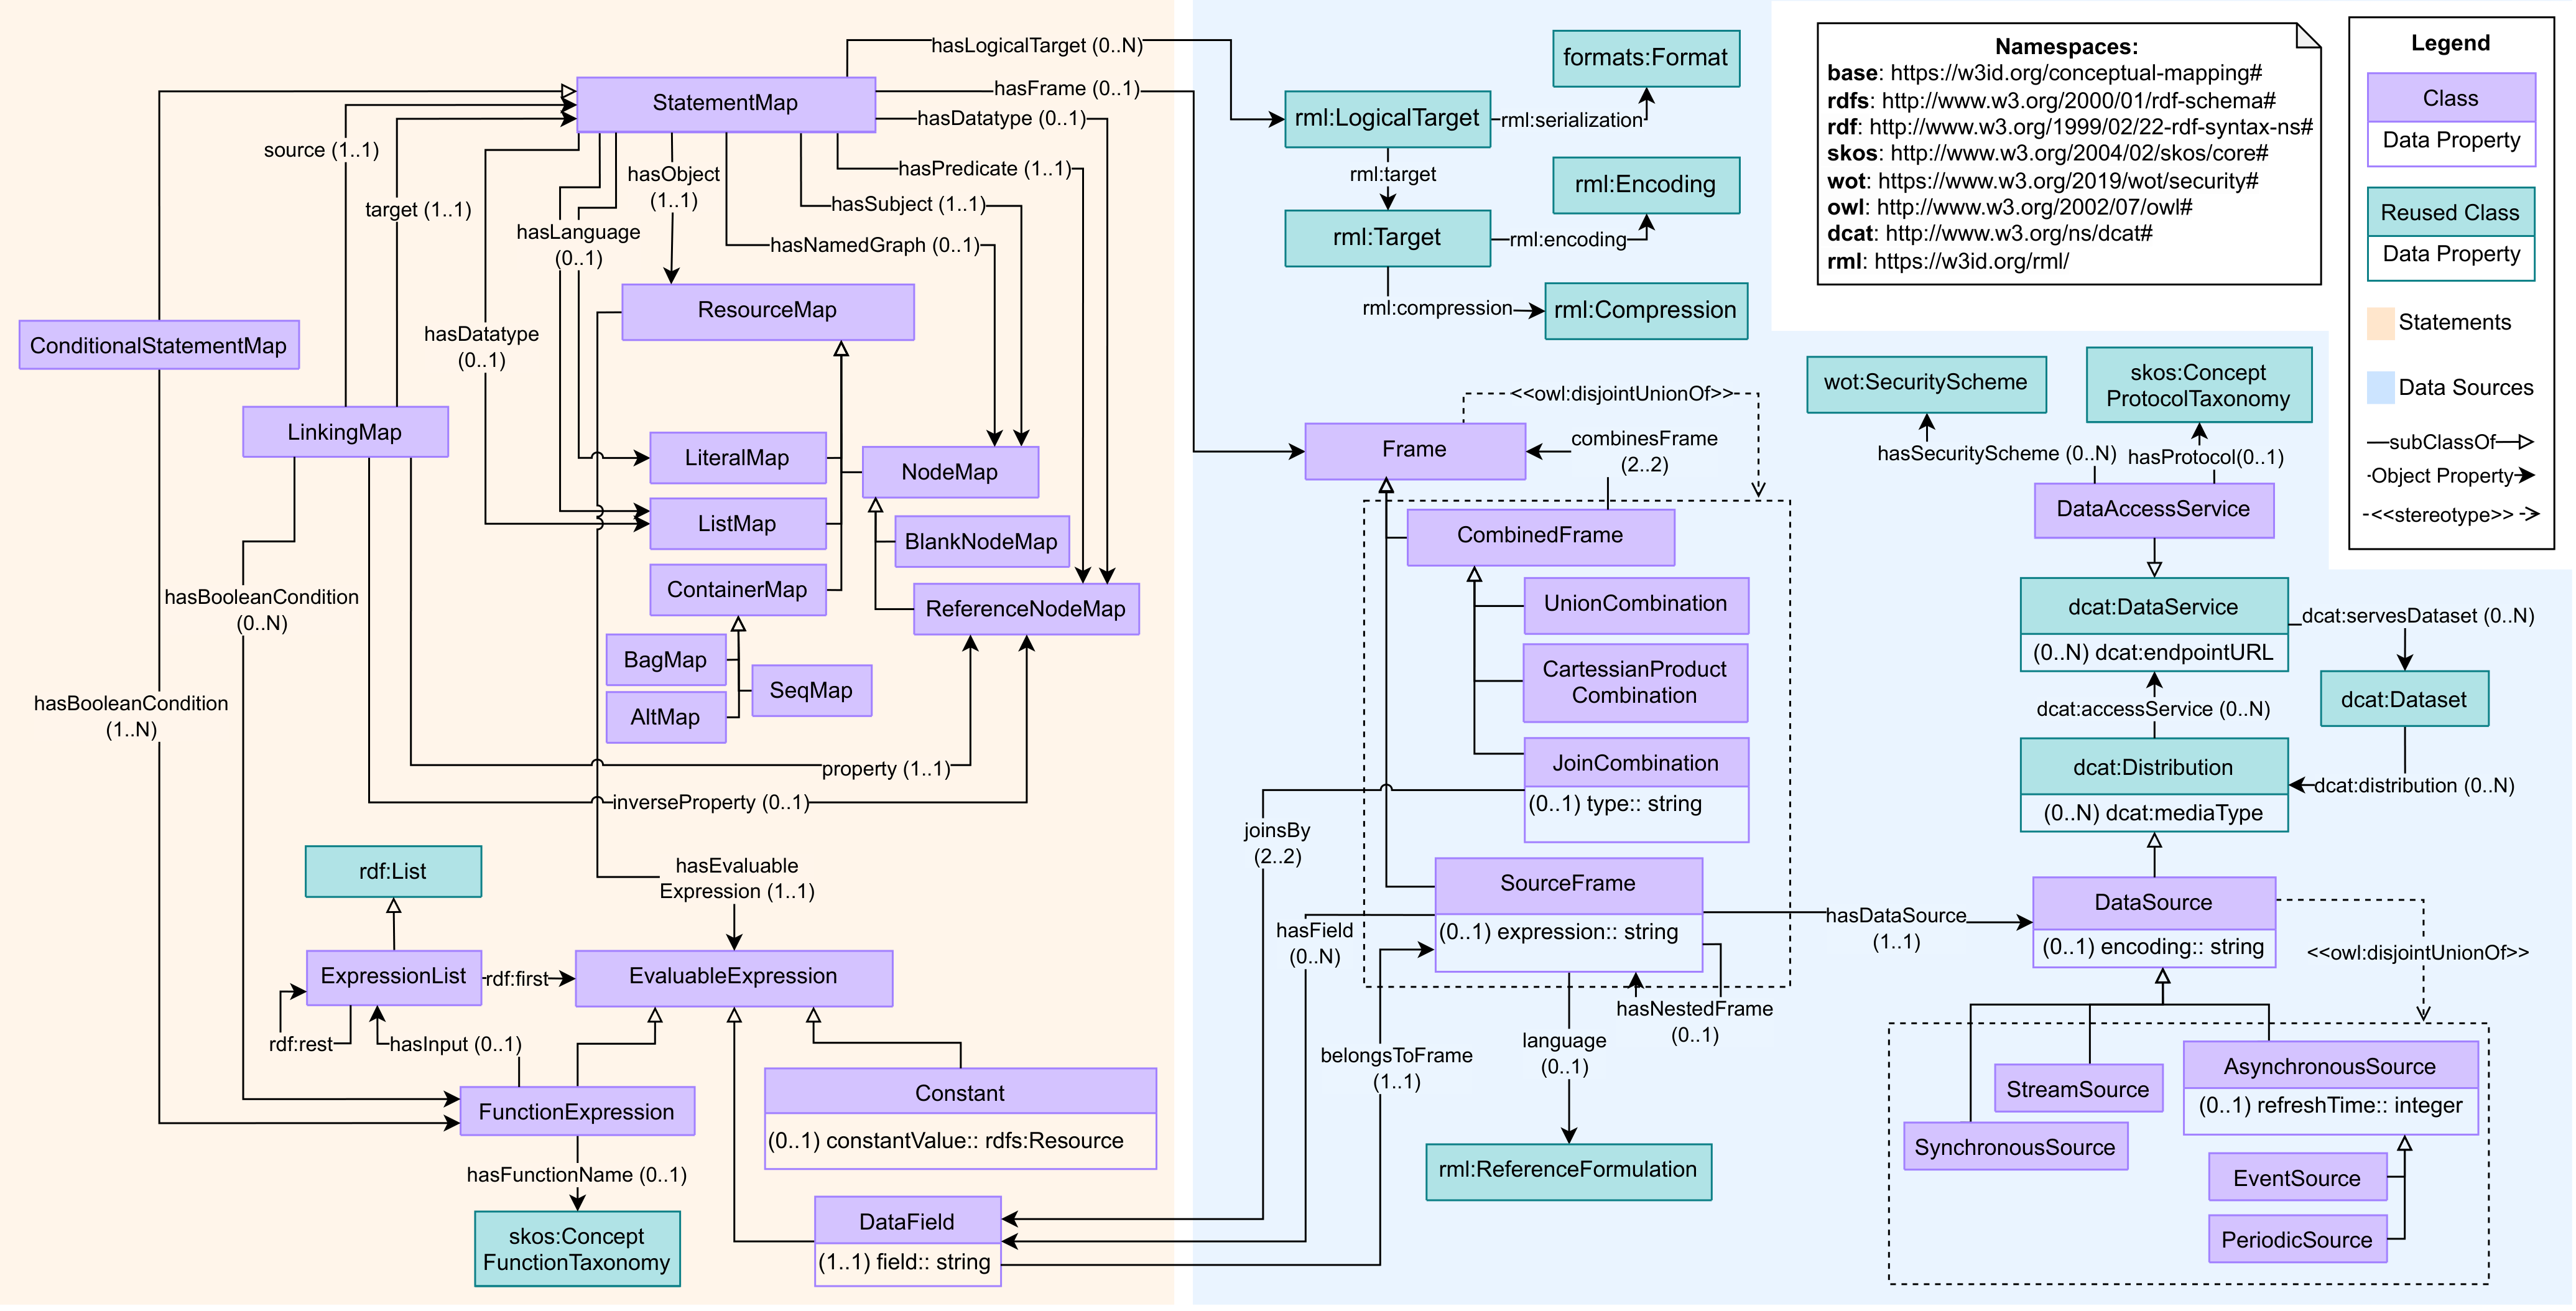 hasLogicalTarget (0..N)
StatementMap
hasFrame (0..1)
hasDatatype (0..1)
source (1..1)
hasObject
(1..1)
hasPredicate (1..1)
target (1..1)
hasSubject (1..1)
hasLanguage
(0..1)
hasNamedGraph (0..1)
ResourceMap
hasDatatype
(0..1)
ConditionalStatementMap
LinkingMap
LiteralMap
NodeMap
ListMap
BlankNodeMap
ContainerMap
ReferenceNodeMap
hasBooleanCondition
(0..N)
BagMap
SeqMap
AltMap
hasBooleanCondition
(1..N)
property (1..1)
inverseProperty (0..1)
rdf:List
hasEvaluable
Expression (1..1)
ExpressionList
rdf:first
EvaluableExpression
rdf:rest
hasInput (0..1)
FunctionExpression
Constant
(0..1) constantValue:: rdfs:Resource
hasFunctionName (0..1)
skos:Concept
FunctionTaxonomy
DataField
(1..1) field:: string
formats:Format
rml:LogicalTarget
rml:serialization
rml:target
rml:Encoding
rml:Target
rml:encoding
rml:compression
rml:Compression
<<owl:disjointUnionOf>>
Frame
combinesFrame
(2..2)
CombinedFrame
UnionCombination
CartessianProduct
Combination
JoinCombination
(0..1) type:: string
joinsBy
(2..2)
SourceFrame
(0..1) expression:: string
hasField
(0..N)
hasDataSource
(1..1)
hasNestedFrame
(0..1)
belongsToFrame
(1..1)
language
(0..1)
rml:ReferenceFormulation
wot:SecurityScheme
skos:Concept
ProtocolTaxonomy
hasSecurityScheme (0..N)
hasProtocol(0..1)
DataAccessService
dcat:DataService
(0..N) dcat:endpointURL
dcat:servesDataset (0..N)
dcat:Dataset
dcat:accessService (0..N)
dcat:Distribution
(0..N) dcat:mediaType
dcat:distribution (0..N)
DataSource
(0..1) encoding:: string
<<owl:disjointUnionOf>>
AsynchronousSource
(0..1) refreshTime:: integer
StreamSource
SynchronousSource
EventSource
PeriodicSource
Namespaces:
base: https://w3id.org/conceptual-mapping#
rdfs: http://www.w3.org/2000/01/rdf-schema#
rdf: http://www.w3.org/1999/02/22-rdf-syntax-ns#
skos: http://www.w3.org/2004/02/skos/core#
wot: https://www.w3.org/2019/wot/security#
owl: http://www.w3.org/2002/07/owl#
dcat: http://www.w3.org/ns/dcat#
rml: https://w3id.org/rml/
Legend
Class
Data Property
Reused Class
Data Property
Statements
Data Sources
subClassOf
Object Property
<<stereotype>>